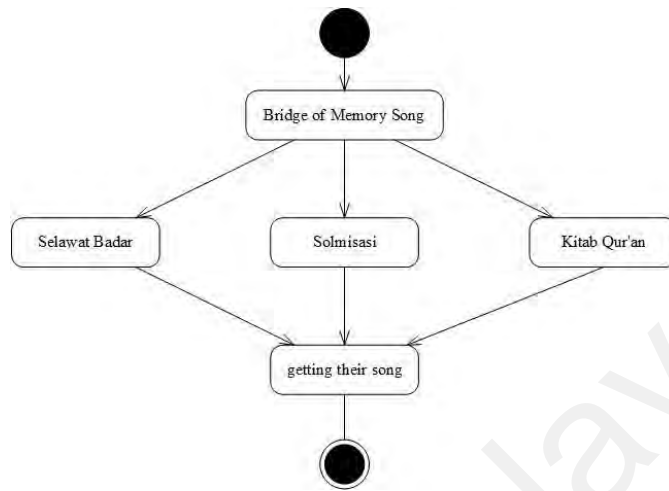 Bridge of Memory Song
Selawat Badar
Solmisasi
Kitab Qur'an
getting their song